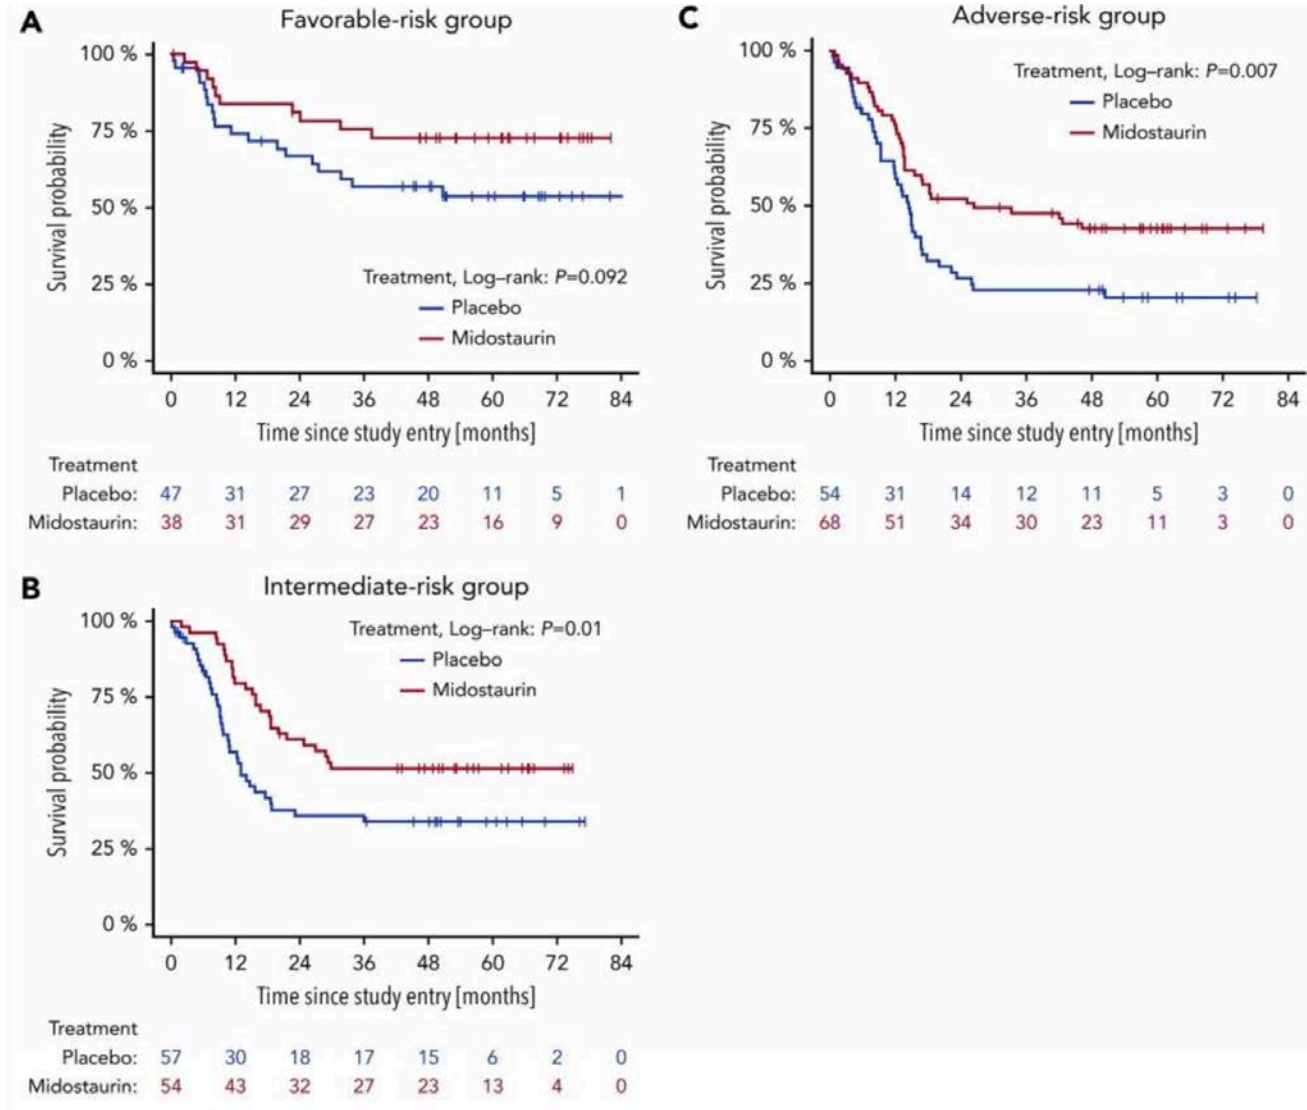 A
Favorable-risk group
100 %
75 %
50 %
25 %
0 %
Survival probability
Treatment, Log–rank: P=0.092
Placebo
Midostaurin
0 12 24 36 48 60 72 84
Time since study entry [months]
Treatment
Placebo: 47 31 27 23 20 11 5 1
Midostaurin: 38 31 29 27 23 16 9 0
C
Adverse-risk group
100 %
75 %
50 %
25 %
0 %
Survival probability
Treatment, Log–rank: P=0.007
Placebo
Midostaurin
0 12 24 36 48 60 72 84
Time since study entry [months]
Treatment
Placebo: 54 31 14 12 11 5 3 0
Midostaurin: 68 51 34 30 23 11 3 0
B
Intermediate-risk group
100 %
75 %
50 %
25 %
0 %
Survival probability
Treatment, Log–rank: P=0.01
Placebo
Midostaurin
0 12 24 36 48 60 72 84
Time since study entry [months]
Treatment
Placebo: 57 30 18 17 15 6 2 0
Midostaurin: 54 43 32 27 23 13 4 0